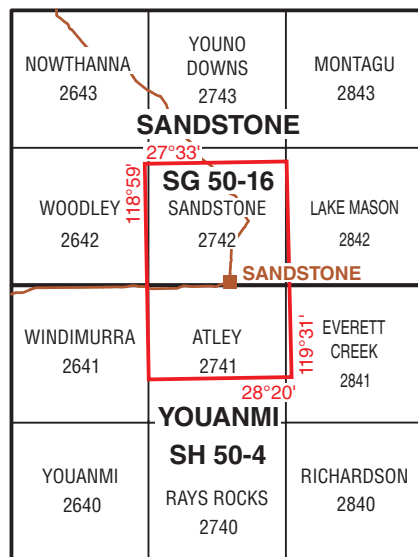 NOWTHANNA
2643
YOUNO
DOWNS
2743
MONTAGU
2843
SANDSTONE
27°33'
118°59'
SG 50-16
WOODLEY
2642
SANDSTONE
2742
LAKE MASON
2842
SANDSTONE
WINDIMURRA
2641
ATLEY
2741
119°31'
EVERETT
CREEK
2841
28°20'
YOUANMI
SH 50-4
YOUANMI
2640
RAYS ROCKS
2740
RICHARDSON
2840